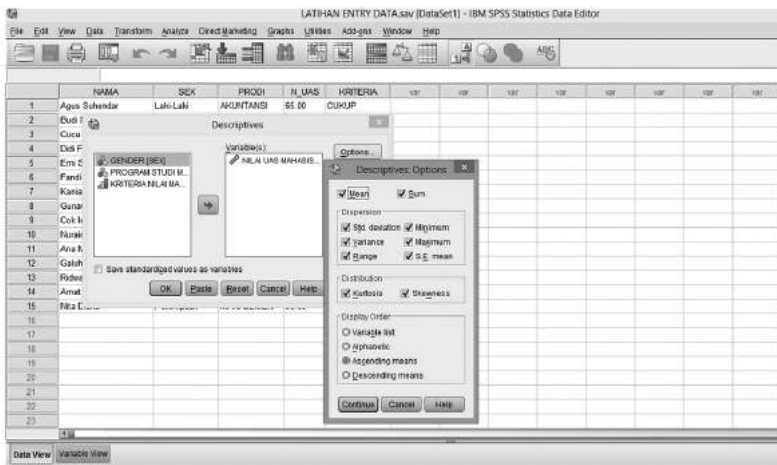 LATIHAN ENTRY DATA.sav [DataSet1] - IBM SPSS Statistics Data Editor
File Edit View Data Transform Analyze Direct Marketing Graphs Utilities Add-ons Window Help
NAMA SEX PRODI N_UAS KRITERIA var var var var var var
1 Agus Suhendar Laki-Laki AKUNTANSI 65.00 CUKUP
2 Budi
3 Cucu
4 Didi
5 Erni
6 Fandi
7 Kania
8
9 Cok
10
11 Ana
12 Galuh
13
14 Amat
15 Nita
16
17
18
19
20
21
22
23
Descriptives
GENDER [SEX]
PROGRAM STUDI M...
KRITERIA NILAI MA...
Variable(s):
NILAI UAS MAHASIS...
Options...
Save standardized values as variables
OK Paste Reset Cancel Help
Descriptives: Options
Mean Sum
Dispersion
Std. deviation Minimum
Variance Maximum
Range S.E. mean
Distribution
Kurtosis Skewness
Display Order
Variable list
Alphabetic
Ascending means
Descending means
Continue Cancel Help
Data View Variable View